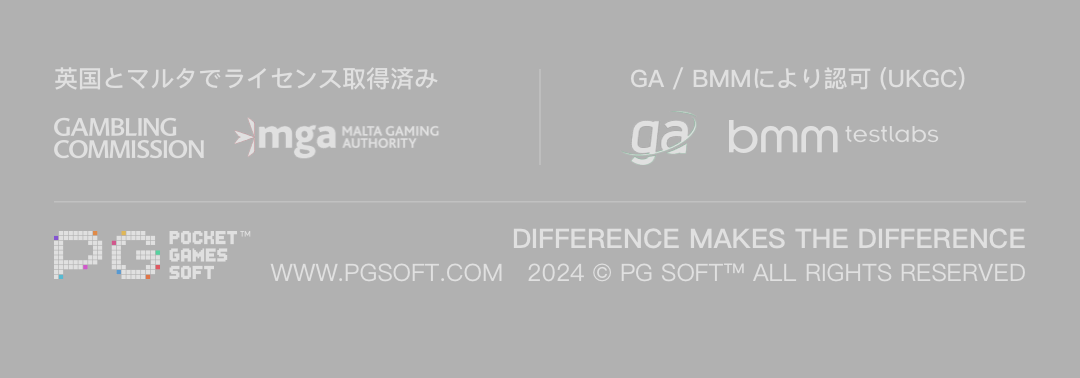 英国とマルタでライセンス取得済み
GAMBLING
COMMISSION
mga MALTA GAMING
AUTHORITY
GA / BMMにより認可 (UKGC)
ga
bmm testlabs
PG POCKET™
GAMES
SOFT
WWW.PGSOFT.COM
DIFFERENCE MAKES THE DIFFERENCE
2024 © PG SOFT™ ALL RIGHTS RESERVED